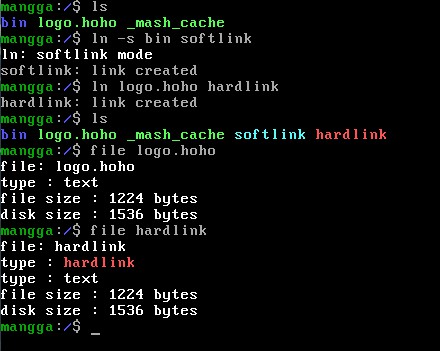 mangga:/$ ls
bin logo.hoho _mash_cache
mangga:/$ ln -s bin softlink
ln: softlink mode
softlink: link created
mangga:/$ ln logo.hoho hardlink
hardlink: link created
mangga:/$ ls
bin logo.hoho _mash_cache softlink hardlink
mangga:/$ file logo.hoho
file: logo.hoho
type : text
file size : 1224 bytes
disk size : 1536 bytes
mangga:/$ file hardlink
file: hardlink
type : hardlink
type : text
file size : 1224 bytes
disk size : 1536 bytes
mangga:/$ _